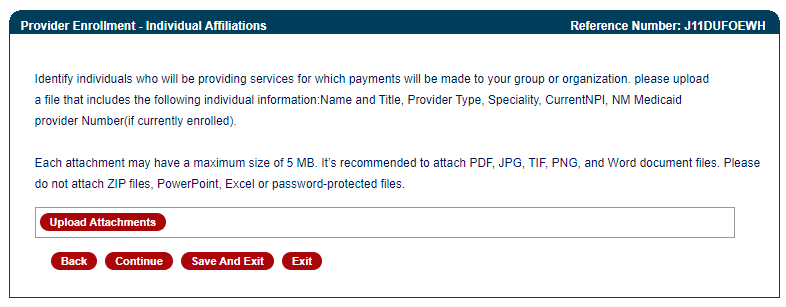 Provider Enrollment - Individual Affiliations Reference Number: J11DUFOEWH
Identify individuals who will be providing services for which payments will be made to your group or organization. please upload
a file that includes the following individual information:Name and Title, Provider Type, Speciality, CurrentNPI, NM Medicaid
provider Number(if currently enrolled).
Each attachment may have a maximum size of 5 MB. It's recommended to attach PDF, JPG, TIF, PNG, and Word document files. Please
do not attach ZIP files, PowerPoint, Excel or password-protected files.
Upload Attachments
Back Continue Save And Exit Exit